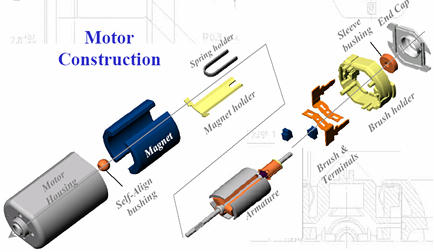 Motor
Construction
Spring holder
Magnet holder
Magnet
Self-Align
bushing
Motor
Housing
Sleeve
bushing
End Cap
Brush holder
Brush &
Terminals
Armature